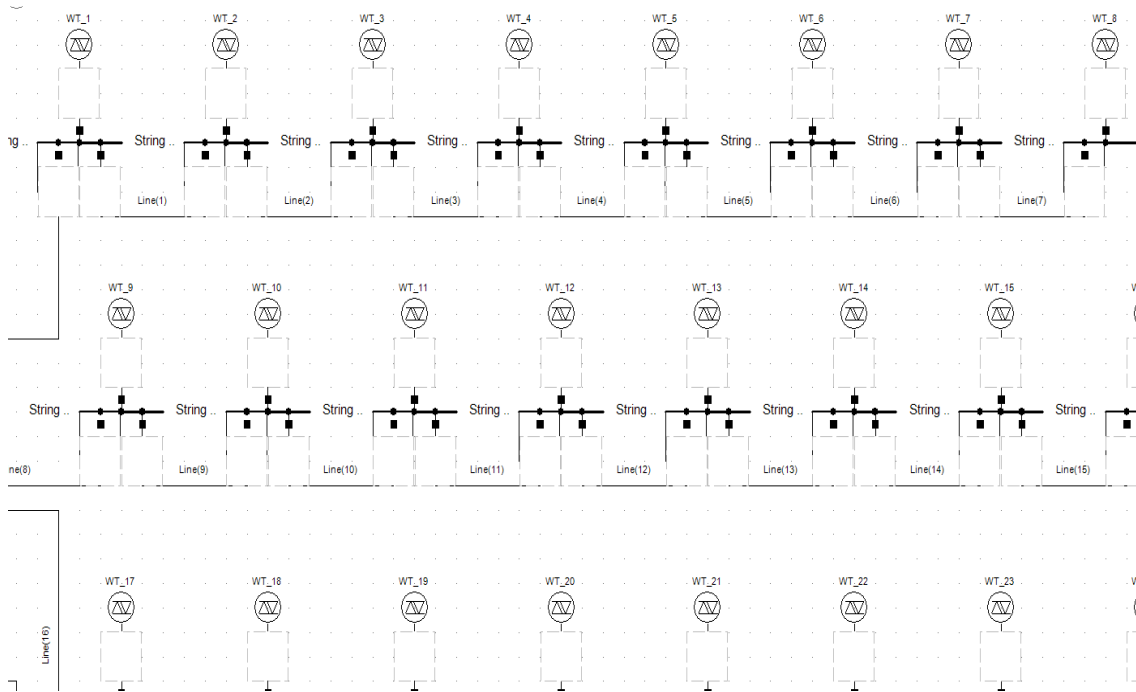 WT_1 WT_2 WT_3 WT_4 WT_5 WT_6 WT_7 WT_8
ng .. String .. String .. String .. String .. String .. String .. String ..
Line(1) Line(2) Line(3) Line(4) Line(5) Line(6) Line(7)
WT_9 WT_10 WT_11 WT_12 WT_13 WT_14 WT_15
String .. String .. String .. String .. String .. String .. String .. String ..
ne(8) Line(9) Line(10) Line(11) Line(12) Line(13) Line(14) Line(15)
WT_17 WT_18 WT_19 WT_20 WT_21 WT_22 WT_23
Line(16)